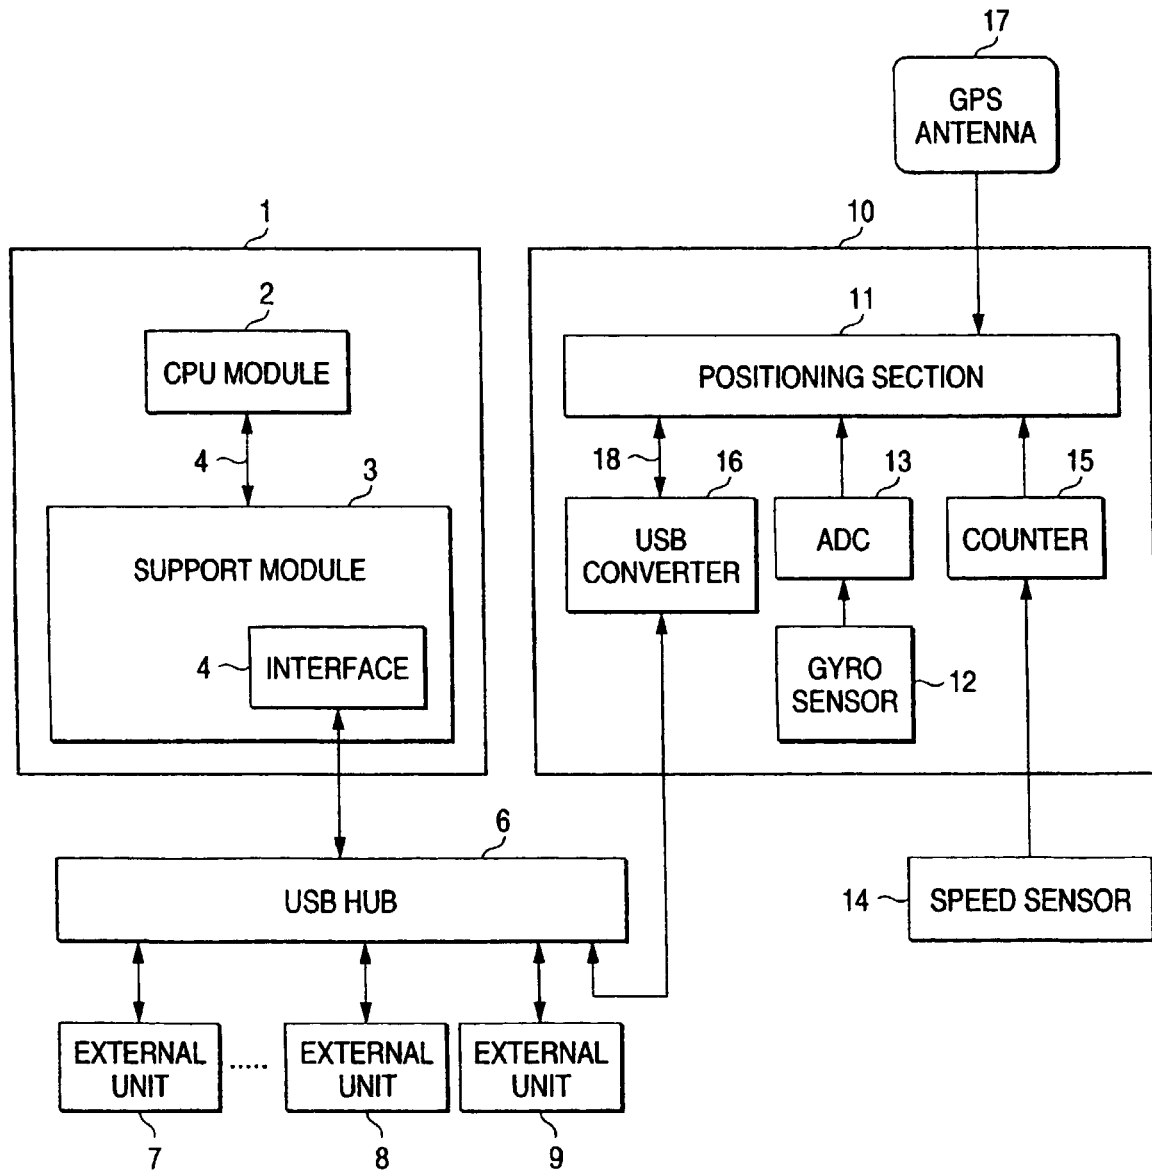 17
GPS
ANTENNA
1
10
2
CPU MODULE
11
POSITIONING SECTION
4
3
18
16
13
15
SUPPORT MODULE
USB
CONVERTER
ADC
COUNTER
4
INTERFACE
GYRO
SENSOR
12
6
USB HUB
14
SPEED SENSOR
EXTERNAL
UNIT
.....
EXTERNAL
UNIT
EXTERNAL
UNIT
7
8
9